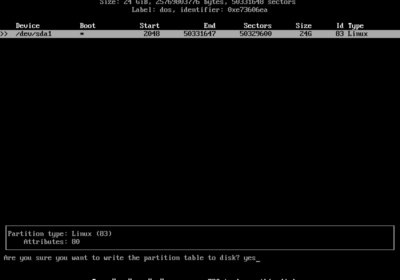 Size: 24 GiB, 25769803776 bytes, 50331648 sectors
Label: dos, identifier: 0xe73606ea
Device Boot Start End Sectors Size Id Type
>> /dev/sda1 * 2048 50331647 50329600 24G 83 Linux
Partition type: Linux (83)
Attributes: 80
Are you sure you want to write the partition table to disk? yes_